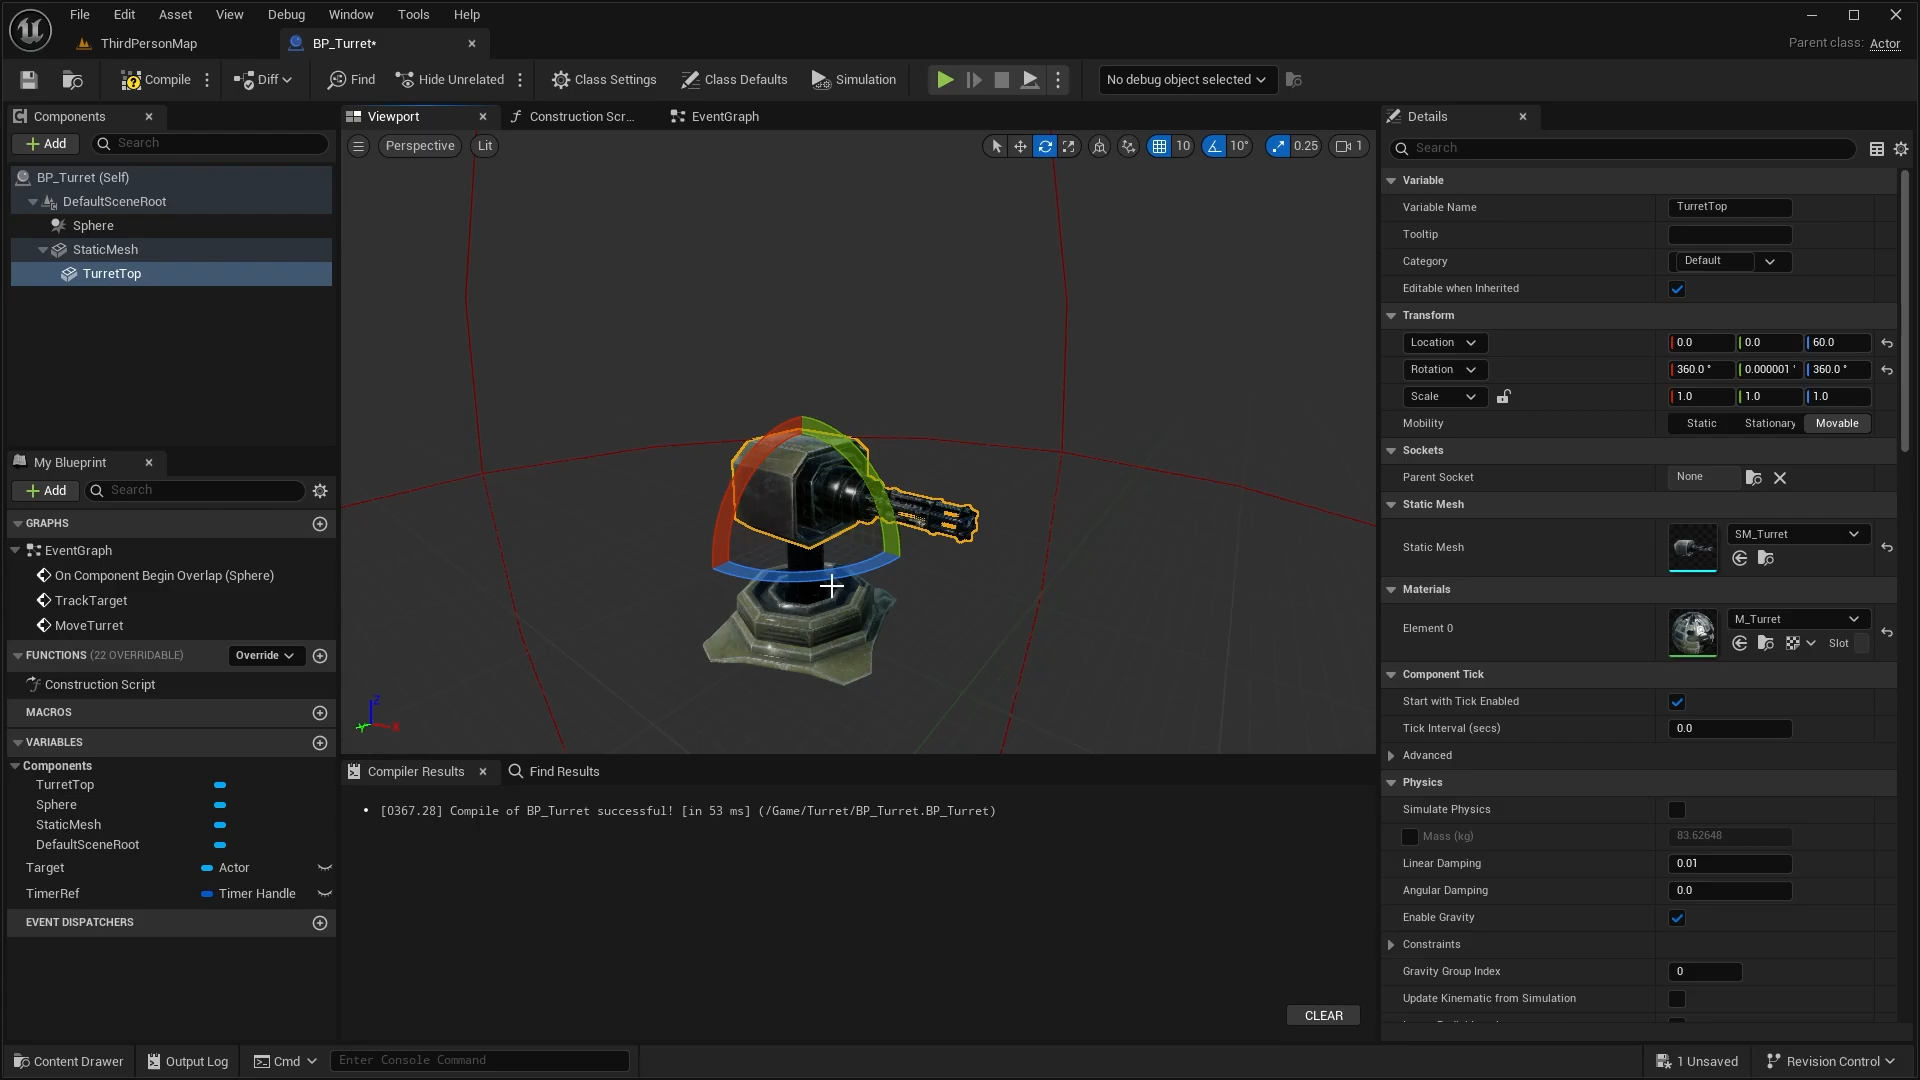 File Edit Asset View Debug Window Tools Help
ThirdPersonMap
BP_Turret*
Parent class: Actor
Compile
Diff
Find
Hide Unrelated
Class Settings
Class Defaults
Simulation
No debug object selected
Components
Add
Search
BP_Turret (Self)
DefaultSceneRoot
Sphere
StaticMesh
TurretTop
My Blueprint
Add
Search
GRAPHS
EventGraph
On Component Begin Overlap (Sphere)
TrackTarget
MoveTurret
FUNCTIONS (22 OVERRIDABLE) Override
Construction Script
MACROS
VARIABLES
Components
TurretTop
Sphere
StaticMesh
DefaultSceneRoot
Target Actor
TimerRef Timer Handle
EVENT DISPATCHERS
Viewport
Construction Scr...
EventGraph
Perspective Lit
10 10° 0.25 1
Z
X
Y
Compiler Results
Find Results
[0367.28] Compile of BP_Turret successful! [in 53 ms] (/Game/Turret/BP_Turret.BP_Turret)
CLEAR
Details
Search
Variable
Variable Name TurretTop
Tooltip
Category Default
Editable when Inherited
Transform
Location 0.0 0.0 60.0
Rotation 360.0 ° 0.000001 ° 360.0 °
Scale 1.0 1.0 1.0
Mobility Static Stationary Movable
Sockets
Parent Socket None
Static Mesh
Static Mesh SM_Turret
Materials
Element 0 M_Turret
Slot
Component Tick
Start with Tick Enabled
Tick Interval (secs) 0.0
Advanced
Physics
Simulate Physics
Mass (kg) 83.62648
Linear Damping 0.01
Angular Damping 0.0
Enable Gravity
Constraints
Gravity Group Index 0
Update Kinematic from Simulation
Content Drawer
Output Log
Cmd
Enter Console Command
1 Unsaved
Revision Control